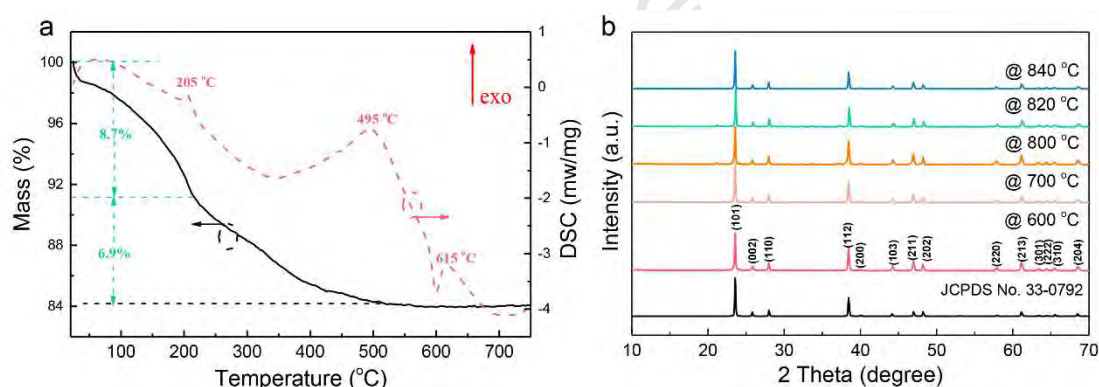 a
100
96
92
88
84
Mass (%)
8.7%
6.9%
205 °C
495 °C
615 °C
exo
1
0
-1
-2
-3
-4
DSC (mw/mg)
100 200 300 400 500 600 700
Temperature (°C)
b
Intensity (a.u.)
@ 840 °C
@ 820 °C
@ 800 °C
@ 700 °C
@ 600 °C
(101)
(002)
(110)
(112)
(200)
(103)
(211)
(202)
(220)
(213)
(301)
(222)
(310)
(204)
JCPDS No. 33-0792
10 20 30 40 50 60 70
2 Theta (degree)